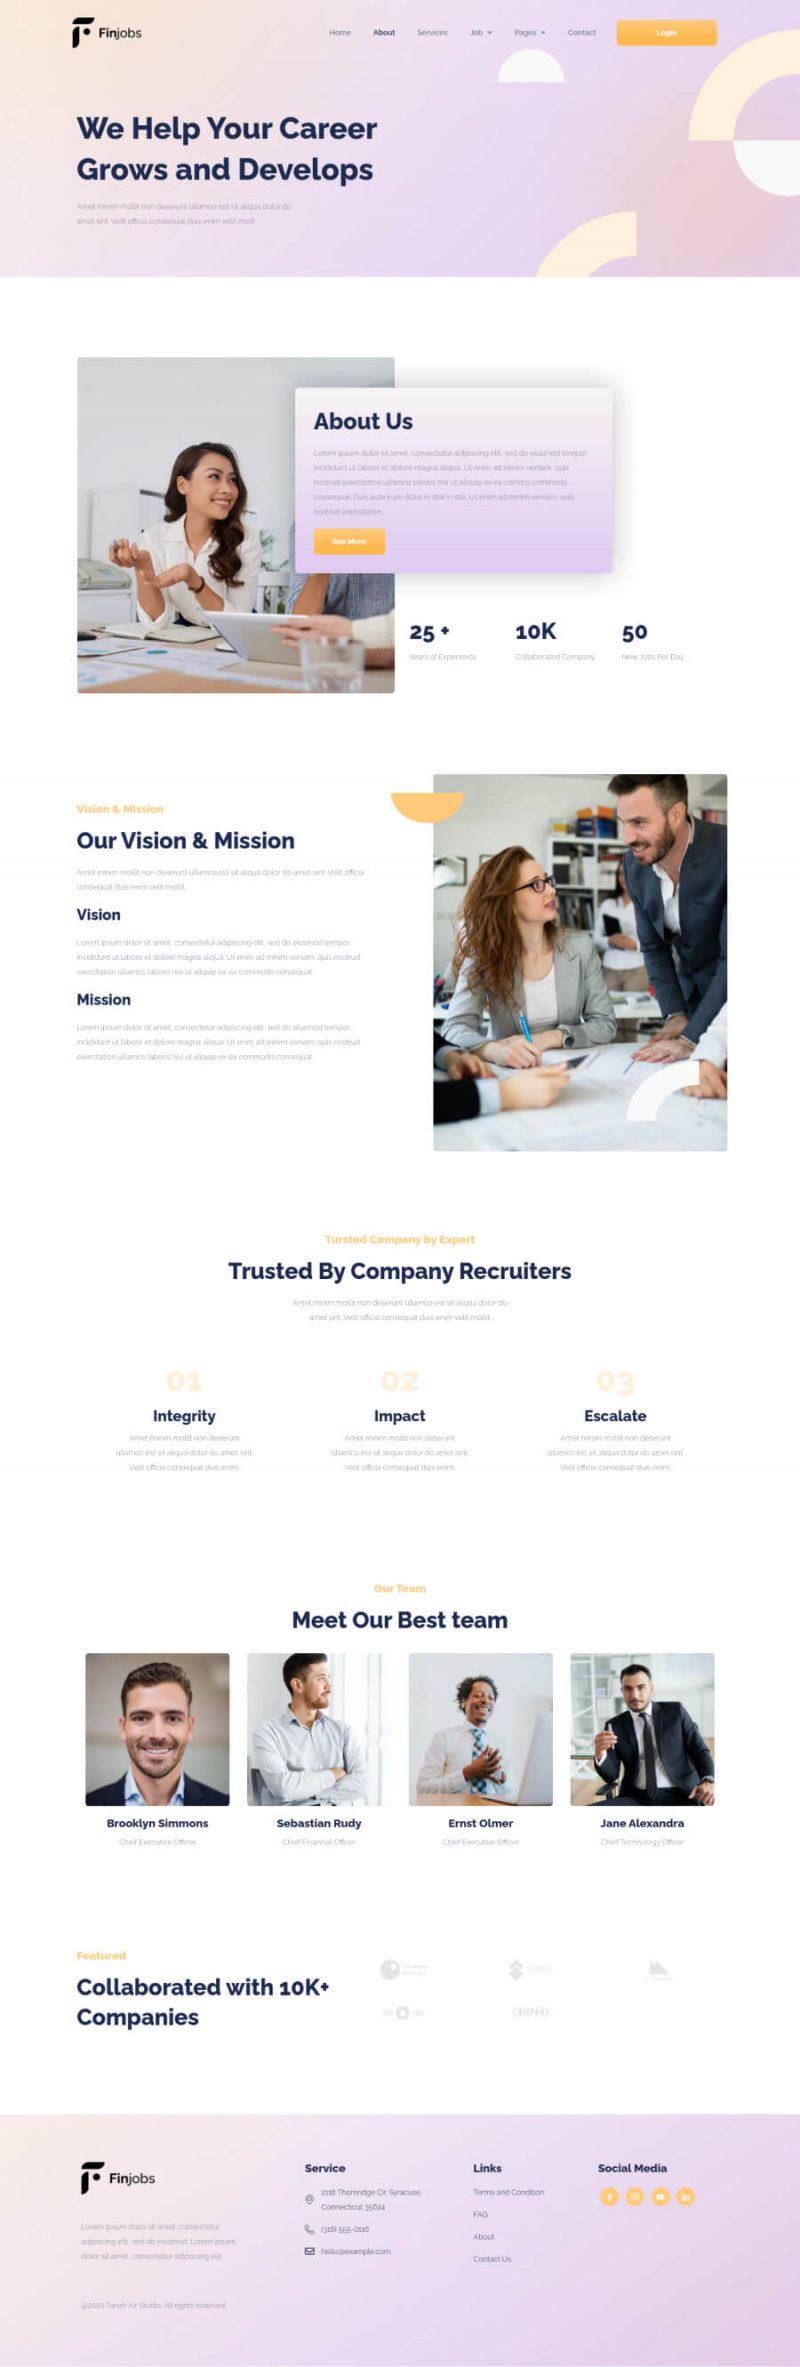 Finjobs
Home About Services Job Pages Contact Login
We Help Your Career
Grows and Develops
Amet minim mollit non deserunt ullamco est sit aliqua dolor do
amet sint. Velit officia consequat duis enim velit molli
About Us
Lorem ipsum dolor sit amet, consectetur adipiscing elit, sed do eiusmod tempor
incididunt ut labore et dolore magna aliqua. Ut enim ad minim veniam, quis
nostrud exercitation ullamco laboris nisi ut aliquip ex ea constru commodo
consequat. Duis aute irure dolor in dolr in eta. Ut enim ad minim veniam, quis
nostrud exercitation
See More
25 + 10K 50
Years of Experience Collaborated Company New Jobs Per Day
Vision & Mission
Our Vision & Mission
Amet minim mollit non deserunt ullamco est sit aliqua dolor do amet sint. Velit officia
consequat duis enim velit mollit.
Vision
Lorem ipsum dolor sit amet, consectetur adipiscing elit, sed do eiusmod tempor
incididunt ut labore et dolore magna aliqua. Ut enim ad minim veniam, quis nostrud
exercitation ullamco laboris nisi ut aliquip ex ea commodo consequat.
Mission
Lorem ipsum dolor sit amet, consectetur adipiscing elit, sed do eiusmod tempor
incididunt ut labore et dolore magna aliqua. Ut enim ad minim veniam, quis nostrud
exercitation ullamco laboris nisi ut aliquip ex ea commodo consequat.
Tursted Company by Expert
Trusted By Company Recruiters
Amet minim mollit non deserunt ullamco est sit aliqua dolor do
amet sint. Velit officia consequat duis enim velit mollit.
01 02 03
Integrity Impact Escalate
Amet minim mollit non deserunt
ullamco est sit aliqua dolor do amet sint.
Velit officia consequat duis enim.
Amet minim mollit non deserunt
ullamco est sit aliqua dolor do amet sint.
Velit officia consequat duis enim.
Amet minim mollit non deserunt
ullamco est sit aliqua dolor do amet sint.
Velit officia consequat duis enim.
Our Team
Meet Our Best team
Brooklyn Simmons Sebastian Rudy Ernst Olmer Jane Alexandra
Chief Executive Officer Chief Financial Officer Chief Executive Officer Chief Technology Officer
Featured
Collaborated with 10K+
Companies
COMPANY
Finjobs
Lorem ipsum dolor sit amet, consectetur
adipiscing elit, sed do eiusmod. Lorem ipsum
dolor sit amet, consectetur adipiscing elit
@2020 Tanah Air Studio. All rights reserved.
Service
2118 Thornridge Cir. Syracuse,
Connecticut 35624
(316) 555-0116
hello@example.com
Links
Terms and Condition
FAQ
About
Contact Us
Social Media